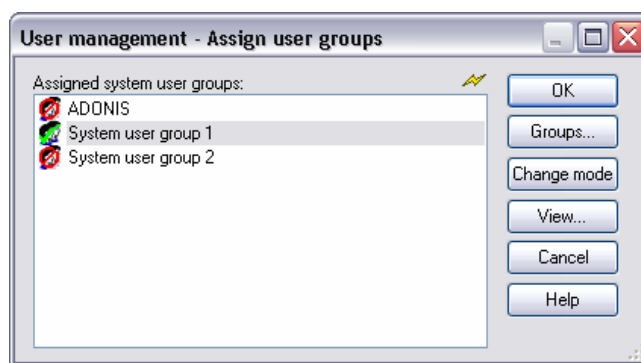 User management - Assign user groups
Assigned system user groups:
ADONIS
System user group 1
System user group 2
OK
Groups...
Change mode
View...
Cancel
Help